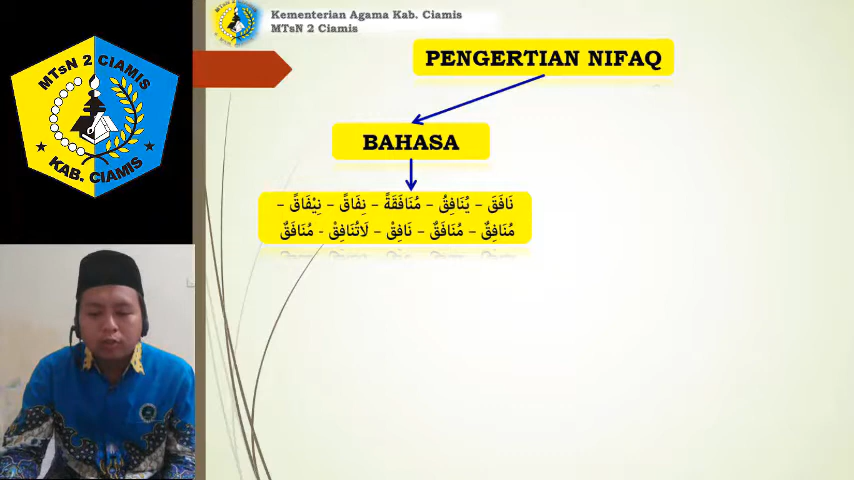 Kementerian Agama Kab. Ciamis
MTsN 2 Ciamis
MTsN 2 CIAMIS
KAB. CIAMIS
PENGERTIAN NIFAQ
BAHASA
نَافَقَ – يُنَافِقُ – مُنَافَقَةً – نِفَاقً – نِيْفَاقً –
مُنَافِقٌ – مُنَافَقٌ – نَافِقْ – لَاتُنَافِقْ - مُنَافَقٌ